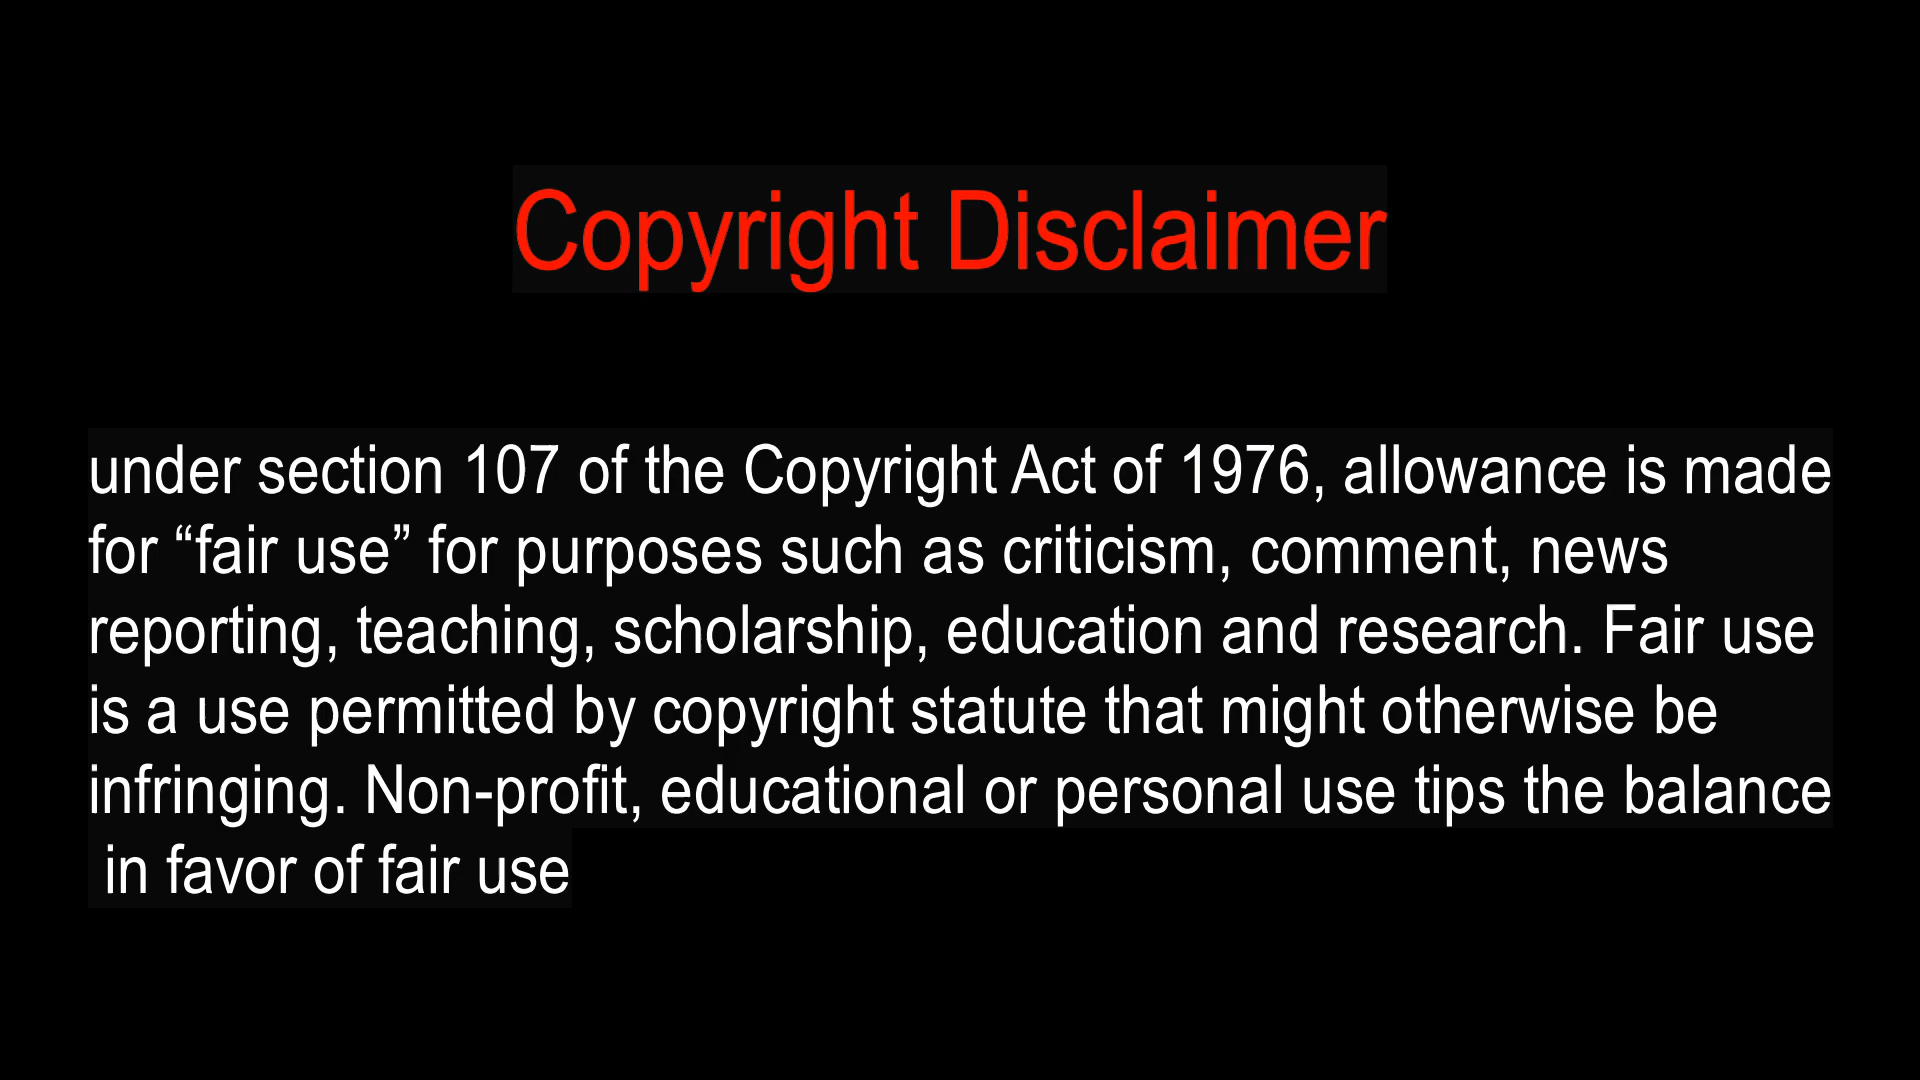 Copyright Disclaimer
under section 107 of the Copyright Act of 1976, allowance is made
for “fair use” for purposes such as criticism, comment, news
reporting, teaching, scholarship, education and research. Fair use
is a use permitted by copyright statute that might otherwise be
infringing. Non-profit, educational or personal use tips the balance
in favor of fair use